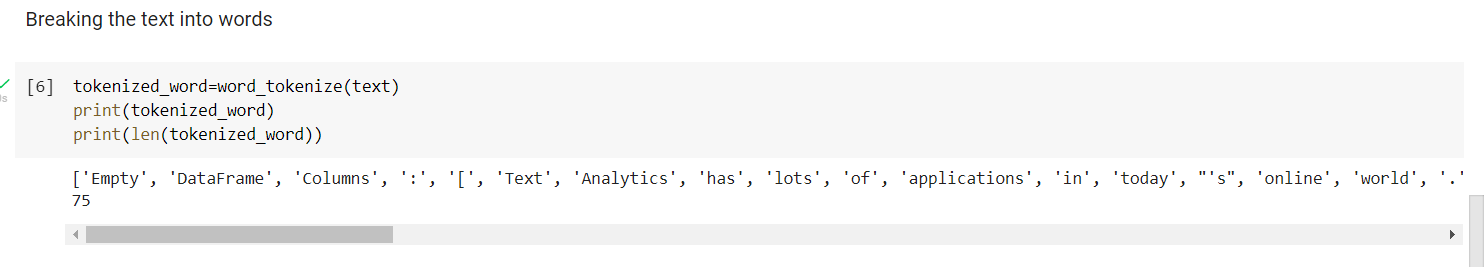 Breaking the text into words
[6] tokenized_word=word_tokenize(text)
print(tokenized_word)
print(len(tokenized_word))
['Empty', 'DataFrame', 'Columns', ':', '[', 'Text', 'Analytics', 'has', 'lots', 'of', 'applications', 'in', 'today', "'s", 'online', 'world', '.'
75